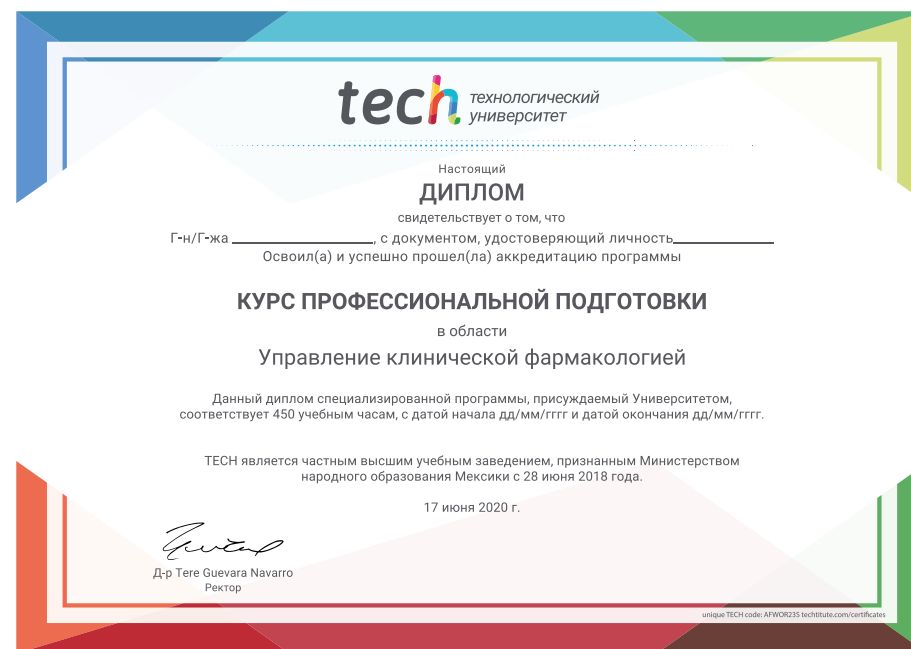 tech технологический
университет
Настоящий
ДИПЛОМ
свидетельствует о том, что
Г-н/Г-жа ____________________, с документом, удостоверяющий личность______________
Освоил(а) и успешно прошел(ла) аккредитацию программы
КУРС ПРОФЕССИОНАЛЬНОЙ ПОДГОТОВКИ
в области
Управление клинической фармакологией
Данный диплом специализированной программы, присуждаемый Университетом,
соответствует 450 учебным часам, с датой начала дд/мм/гггг и датой окончания дд/мм/гггг.
TECH является частным высшим учебным заведением, признанным Министерством
народного образования Мексики с 28 июня 2018 года.
17 июня 2020 г.
Д-р Tere Guevara Navarro
Ректор
unique TECH code: AFWOR235 techtitute.com/certificates